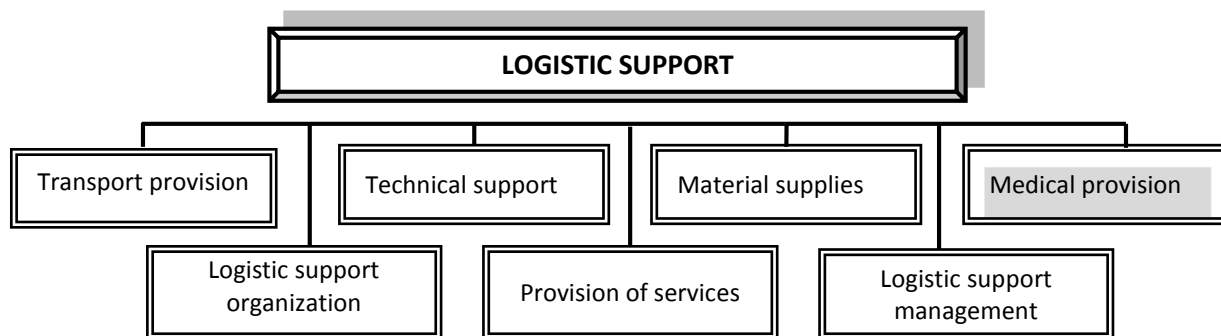 LOGISTIC SUPPORT
Transport provision
Technical support
Material supplies
Medical provision
Logistic support
organization
Provision of services
Logistic support
management